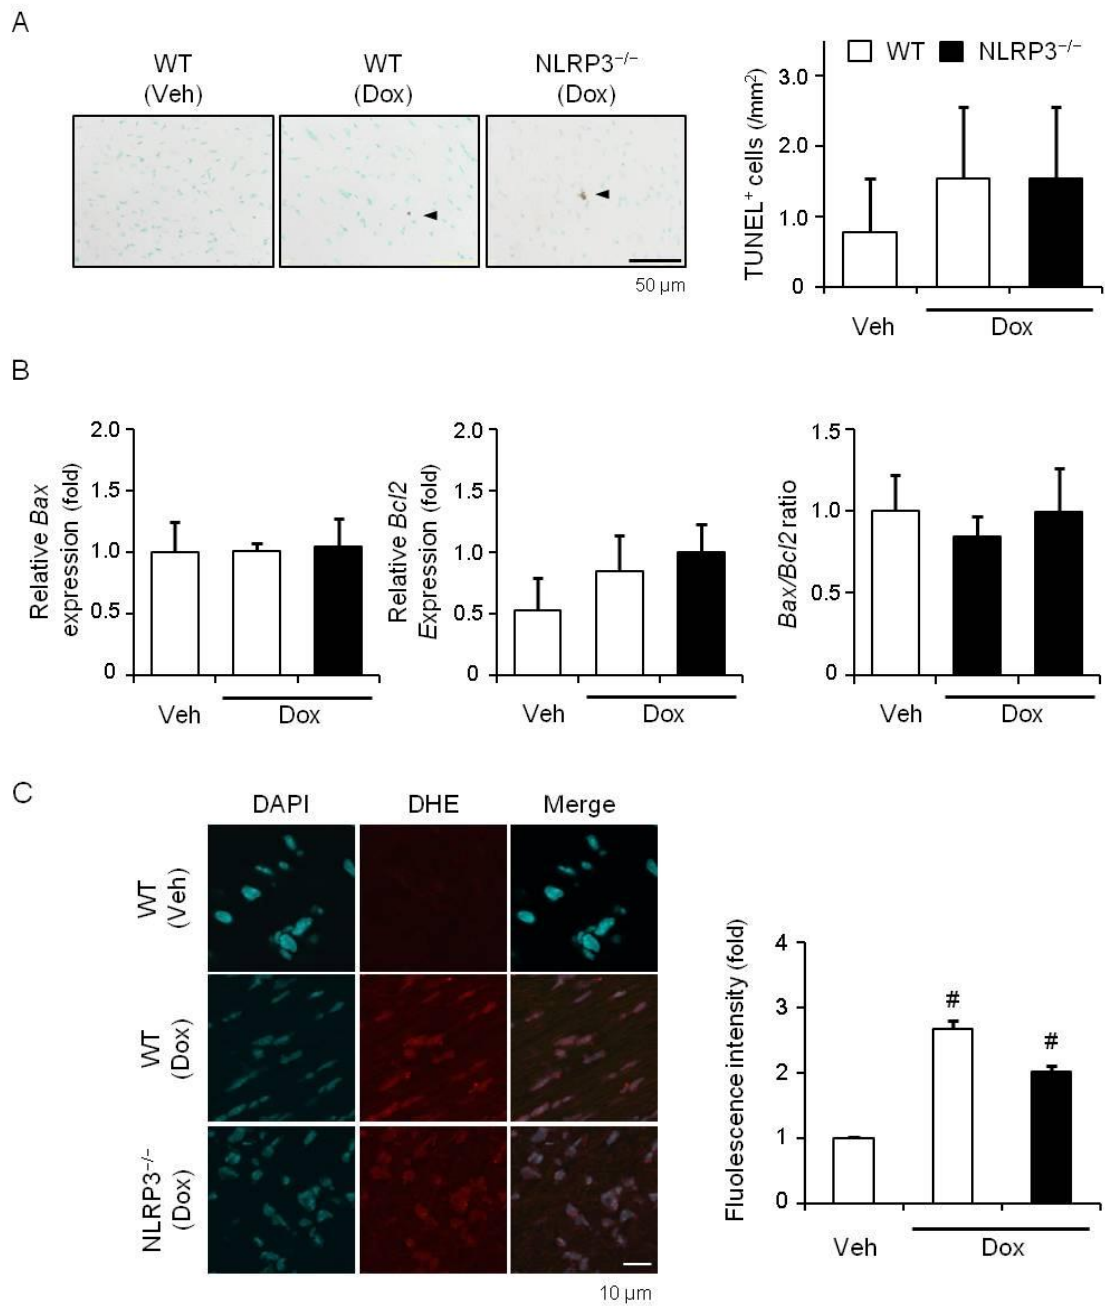 A
WT
(Veh)
WT
(Dox)
NLRP3−/−
(Dox)
50 µm
TUNEL+ cells (/mm2)
3.0
2.0
1.0
0
WT
NLRP3−/−
Veh
Dox
B
Relative Bax
expression (fold)
2.0
1.5
1.0
0.5
0
Veh
Dox
Relative Bcl2
Expression (fold)
2.0
1.5
1.0
0.5
0
Veh
Dox
Bax/Bcl2 ratio
1.5
1.0
0.5
0
Veh
Dox
C
DAPI
DHE
Merge
WT
(Veh)
WT
(Dox)
NLRP3−/−
(Dox)
10 µm
Fluolescence intensity (fold)
4
3
2
1
0
#
#
Veh
Dox